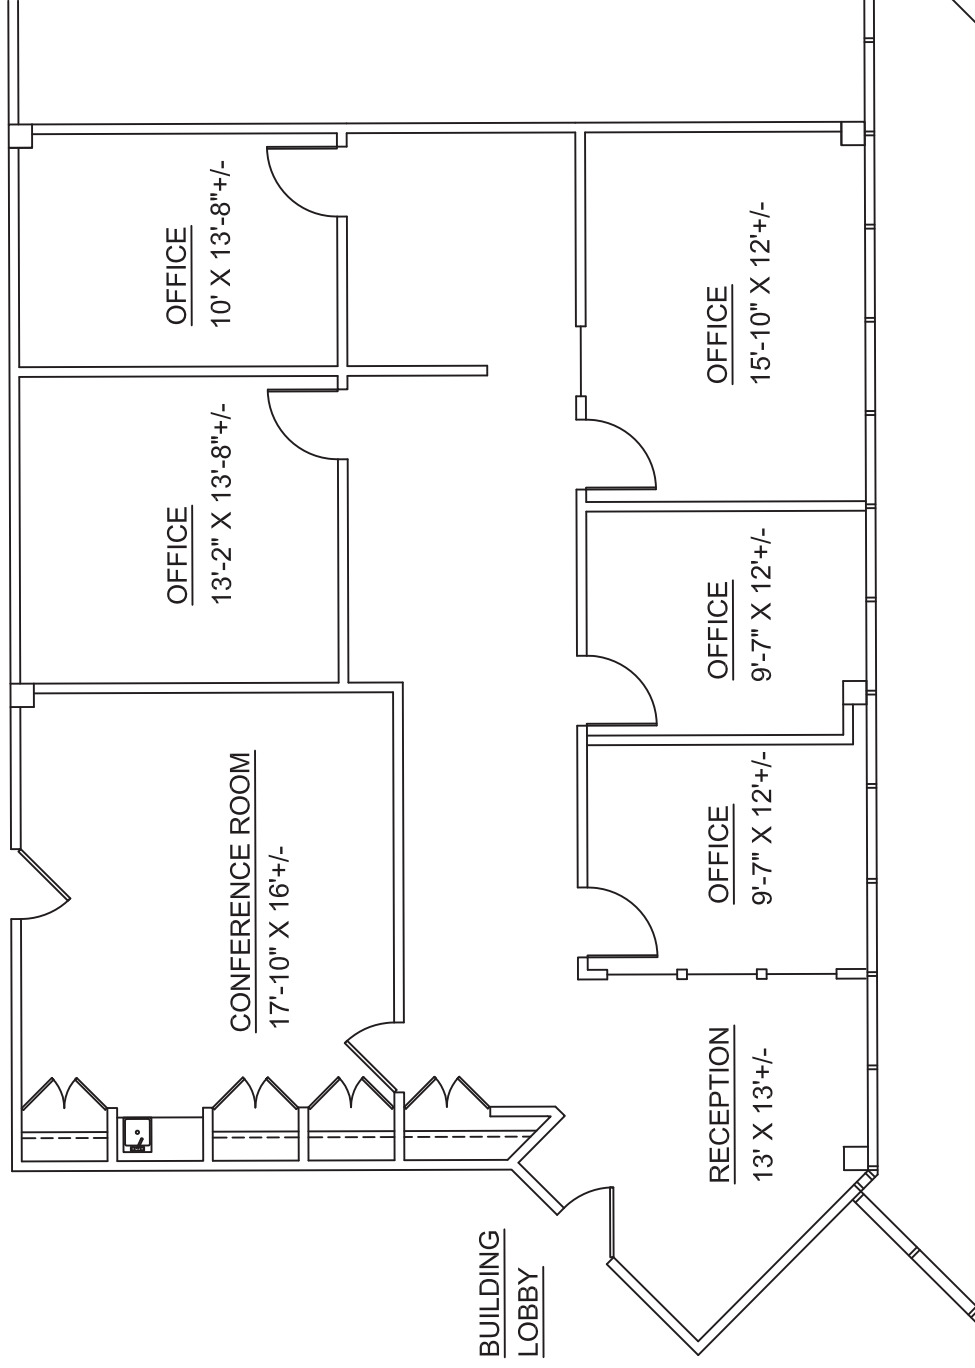 OFFICE
10' X 13'-8"+/-
OFFICE
13'-2" X 13'-8"+/-
CONFERENCE ROOM
17'-10" X 16'+/-
OFFICE
15'-10" X 12'+/-
OFFICE
9'-7" X 12'+/-
OFFICE
9'-7" X 12'+/-
RECEPTION
13' X 13'+/-
BUILDING
LOBBY